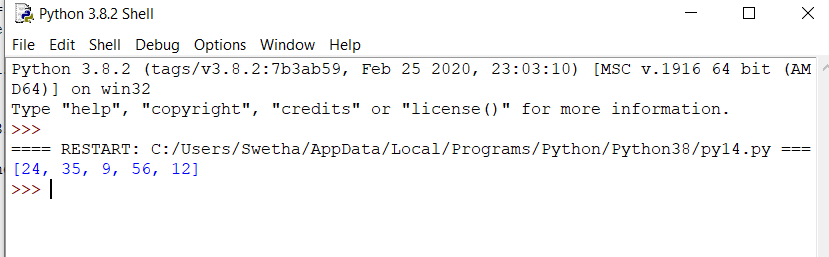 Python 3.8.2 Shell
File Edit Shell Debug Options Window Help
Python 3.8.2 (tags/v3.8.2:7b3ab59, Feb 25 2020, 23:03:10) [MSC v.1916 64 bit (AM
D64)] on win32
Type "help", "copyright", "credits" or "license()" for more information.
>>>
==== RESTART: C:/Users/Swetha/AppData/Local/Programs/Python/Python38/py14.py ===
[24, 35, 9, 56, 12]
>>>